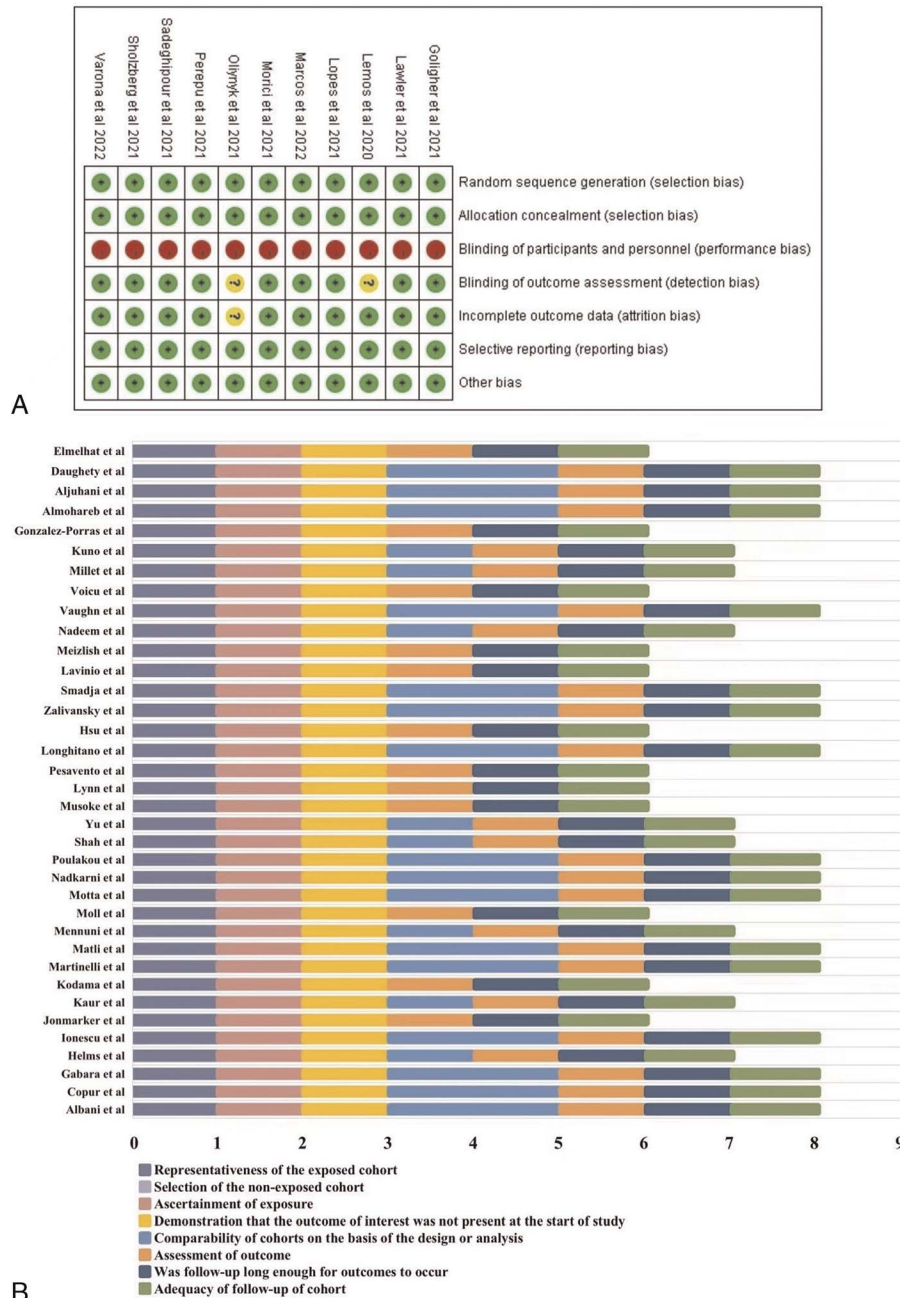 Varona et al 2022
Sholzberg et al 2021
Sadeghipour et al 2021
Perepu et al 2021
Oliynyk et al 2021
Morici et al 2021
Marcos et al 2022
Lopes et al 2021
Lemos et al 2020
Lawler et al 2021
Goligher et al 2021
+ + + + + + + + + + + Random sequence generation (selection bias)
+ + + + + + + + + + + Allocation concealment (selection bias)
Blinding of participants and personnel (performance bias)
+ + + + ? + + + ? + + Blinding of outcome assessment (detection bias)
+ + + + ? + + + + + + Incomplete outcome data (attrition bias)
+ + + + + + + + + + + Selective reporting (reporting bias)
+ + + + + + + + + + + Other bias
A
Elmelhat et al
Daughety et al
Aljuhani et al
Almohareb et al
Gonzalez-Porras et al
Kuno et al
Millet et al
Voicu et al
Vaughn et al
Nadeem et al
Meizlish et al
Lavinio et al
Smadja et al
Zalivansky et al
Hsu et al
Longhitano et al
Pesavento et al
Lynn et al
Musoke et al
Yu et al
Shah et al
Poulakou et al
Nadkarni et al
Motta et al
Moll et al
Mennuni et al
Matli et al
Martinelli et al
Kodama et al
Kaur et al
Jonmarker et al
Ionescu et al
Helms et al
Gabara et al
Copur et al
Albani et al
0 1 2 3 4 5 6 7 8 9
Representativeness of the exposed cohort
Selection of the non-exposed cohort
Ascertainment of exposure
Demonstration that the outcome of interest was not present at the start of study
Comparability of cohorts on the basis of the design or analysis
Assessment of outcome
Was follow-up long enough for outcomes to occur
Adequacy of follow-up of cohort
B